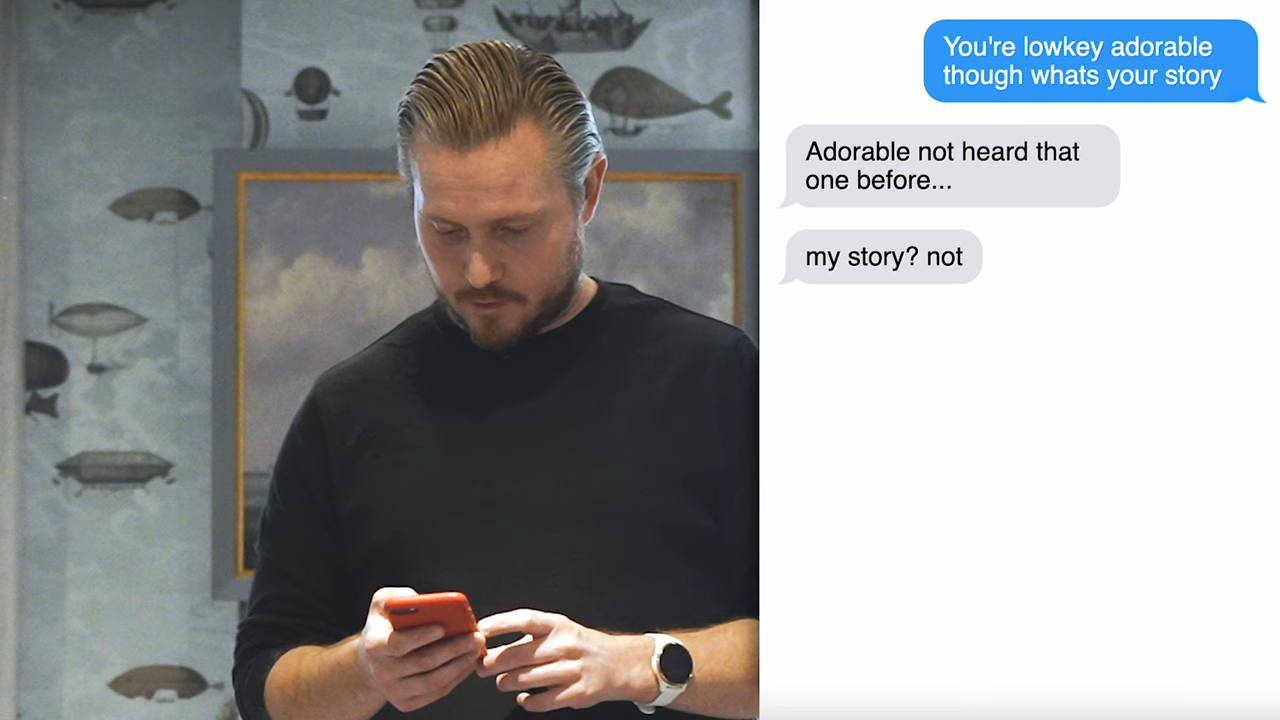 You're lowkey adorable
though whats your story
Adorable not heard that
one before...
my story? not